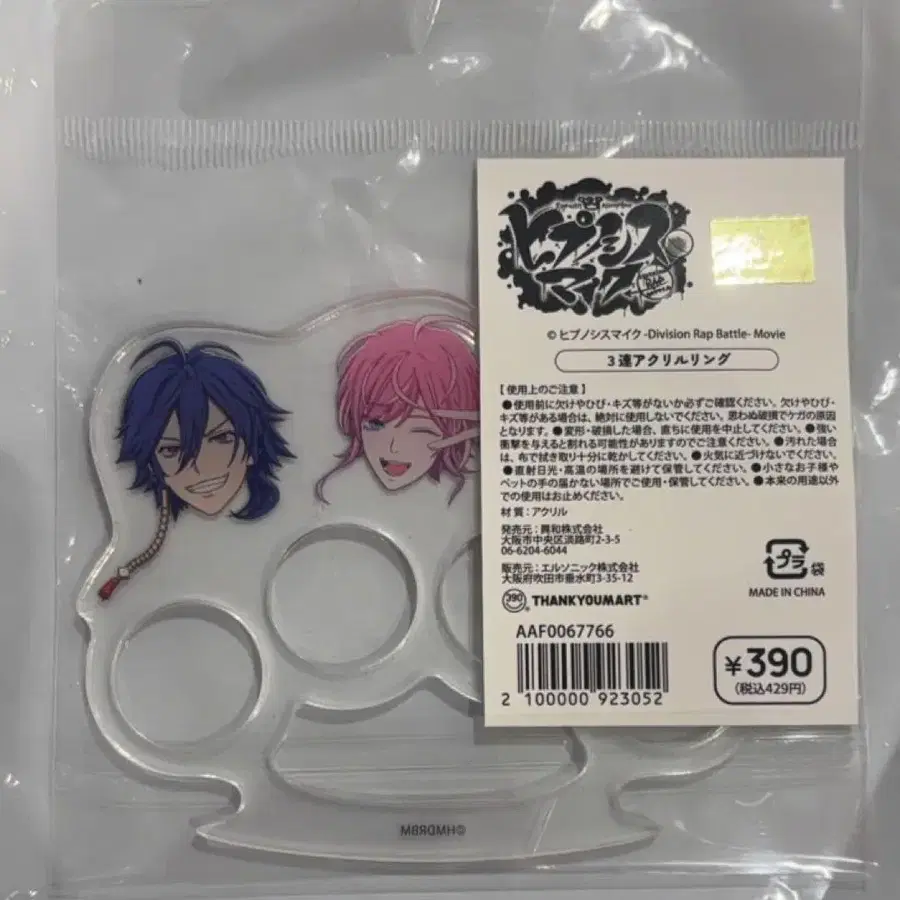 ヒプノシス
マイク
© ヒプノシスマイク -Division Rap Battle- Movie
3連アクリルリング
【使用上のご注意】
●使用前に欠けやひび・キズ等がないか必ずご確認ください。欠けやひび・
キズ等がある場合は、絶対に使用しないでください。思わぬ破損でケガの原因
となります。●変形・破損した場合、直ちに使用を中止してください。●強い
衝撃を与えると割れる可能性がありますのでご注意ください。●汚れた場合
は、布で拭き取り十分に乾かしてください。●火気に近づけないでください。
●直射日光・高温の場所を避けて保管してください。●小さなお子様や
ペットの手の届かない場所でご使用・保管してください。●本来の用途以外
での使用はお止めください。
材質:アクリル
発売元:興和株式会社
大阪市中央区淡路町2-3-5
06-6204-6044
販売元:エルソニック株式会社
大阪府吹田市垂水町3-35-12
プラ 袋
MADE IN CHINA
390 THANKYOUMART®
AAF0067766
2 100000 923052
¥390
(税込429円)
©HMDRBM